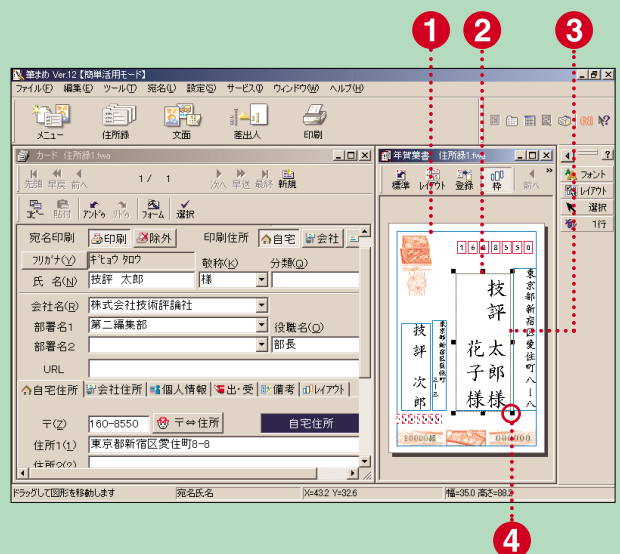 1 2 3
筆まめ Ver.12【簡単活用モード】
ファイル(F) 編集(E) ツール(T) 宛名(L) 設定(S) サービス(I) ウィンドウ(W) ヘルプ(H)
メニュー 住所録 文面 差出人 印刷
カード 住所録1.fwa
先頭 早戻 前へ 1 / 1 次へ 早送 最終 新規
コピー 貼付 アンドゥ リドゥ フォーム 選択
宛名印刷 印刷 除外 印刷住所 自宅 会社
フリガナ(Y) ギヒョウ タロウ 敬称(K) 分類(Q)
氏 名(N) 技評 太郎 様
会社名(R) 株式会社技術評論社
部署名1 第二編集部 役職名(O)
部署名2 部長
URL
自宅住所 会社住所 個人情報 出・受 備考 レイアウト
〒(Z) 160-8550 〒⇔住所 自宅住所
住所1(1) 東京都新宿区愛住町8-8
住所2(2)
年賀葉書 住所録1.fwa
標準 レイアウト 登録 枠 前へ »
1608550
東京都新宿区愛住町八ー八
技評 太郎様
花子様
技評 次郎
フォント
レイアウト
選択
1行
ドラッグして図形を移動します 宛名氏名 X=43.2 Y=32.6 幅=35.0 高さ=88.2
4